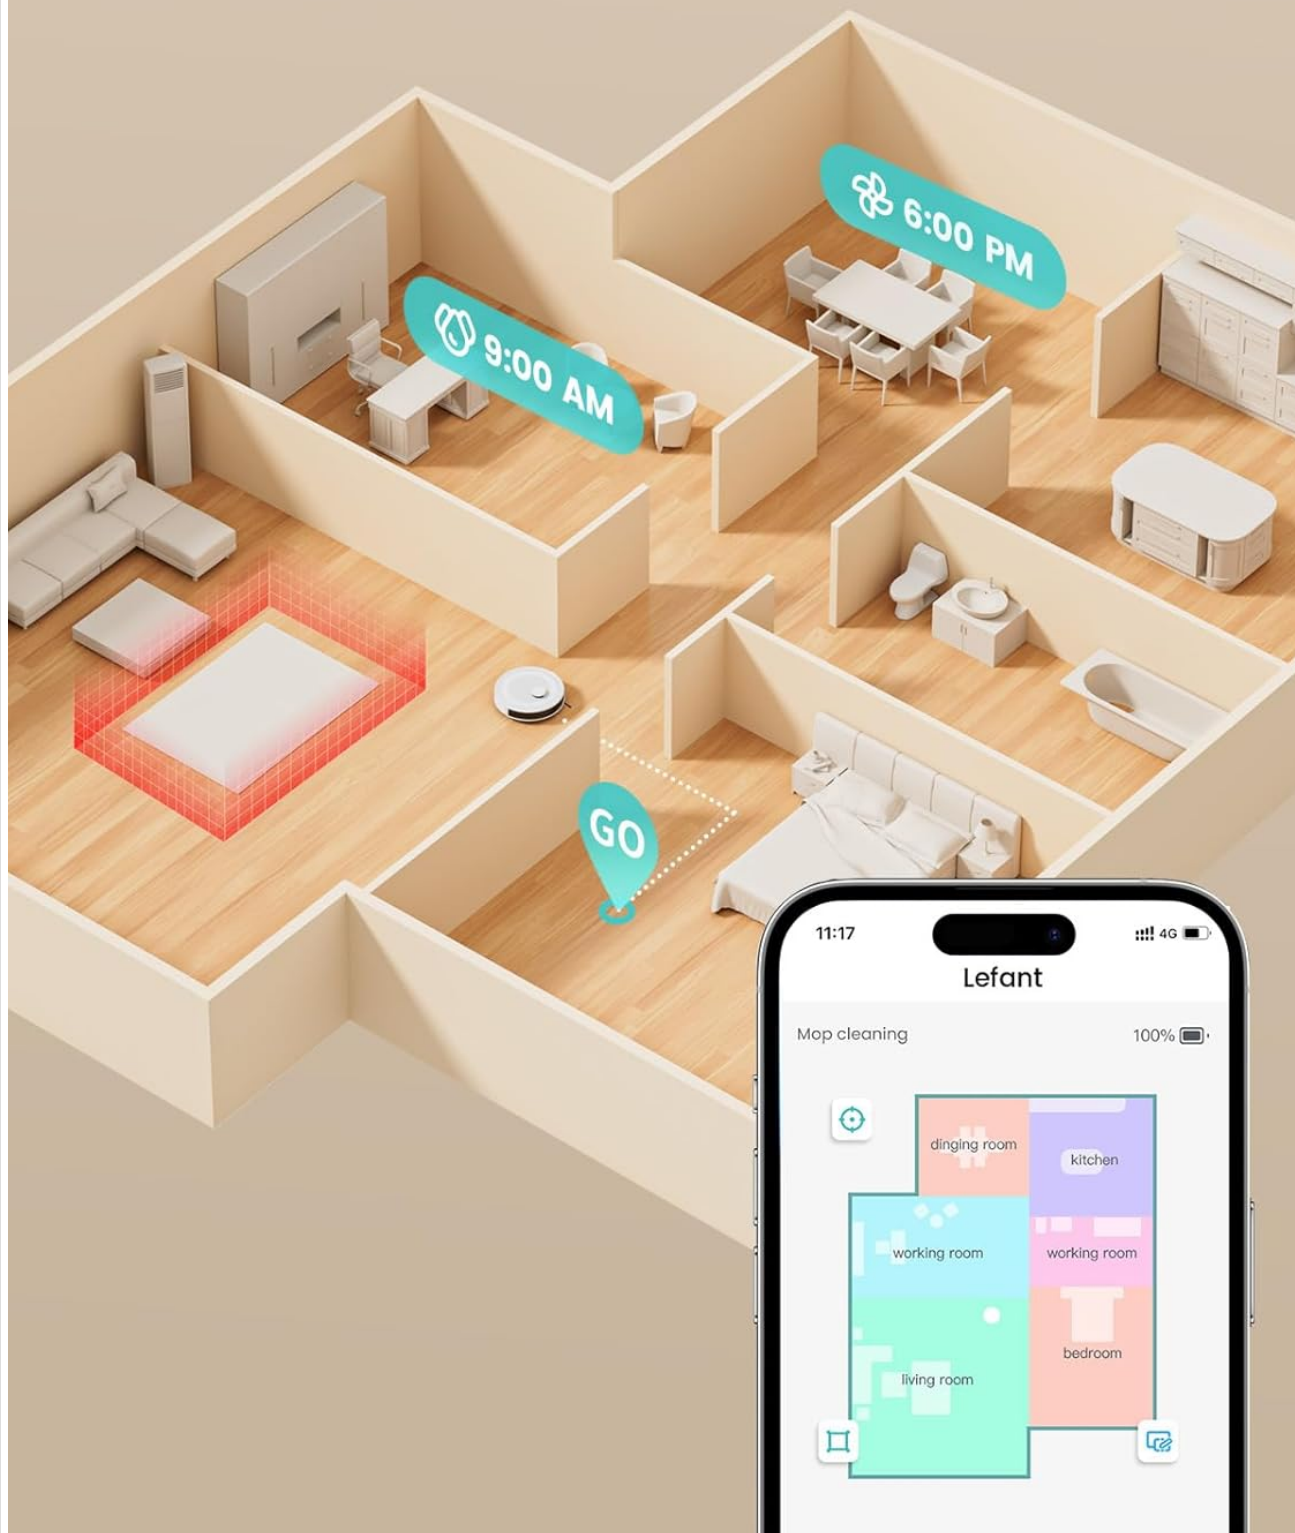 6:00 PM
9:00 AM
GO
11:17
4G
Lefant
Mop cleaning
100%
dinging room
kitchen
working room
working room
bedroom
living room